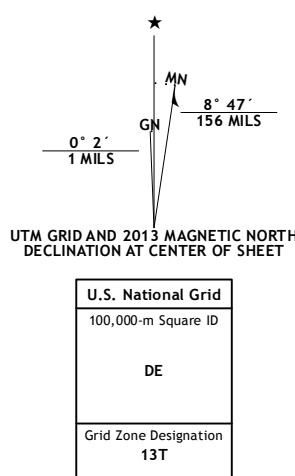 ★
MN
8° 47´
156 MILS
GN
0° 2´
1 MILS
UTM GRID AND 2013 MAGNETIC NORTH
DECLINATION AT CENTER OF SHEET
U.S. National Grid
100,000-m Square ID
DE
Grid Zone Designation
13T